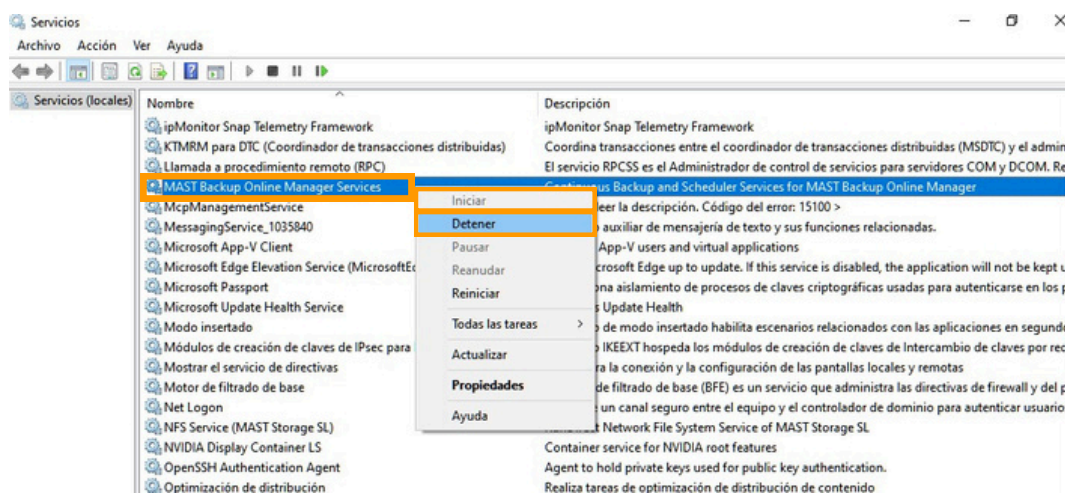 Servicios
Archivo Acción Ver Ayuda
Servicios (locales)
Nombre Descripción
ipMonitor Snap Telemetry Framework ipMonitor Snap Telemetry Framework
KTMRM para DTC (Coordinador de transacciones distribuidas) Coordina transacciones entre el coordinador de transacciones distribuidas (MSDTC) y el admin
Llamada a procedimiento remoto (RPC) El servicio RPCSS es el Administrador de control de servicios para servidores COM y DCOM. Re
MAST Backup Online Manager Services Continuous Backup and Scheduler Services for MAST Backup Online Manager
McpManagementService leer la descripción. Código del error: 15100 >
MessagingService_1035840 auxiliar de mensajería de texto y sus funciones relacionadas.
Microsoft App-V Client App-V users and virtual applications
Microsoft Edge Elevation Service (MicrosoftEd crosoft Edge up to update. If this service is disabled, the application will not be kept u
Microsoft Passport ona aislamiento de procesos de claves criptográficas usadas para autenticarse en los p
Microsoft Update Health Service s Update Health
Modo insertado o de modo insertado habilita escenarios relacionados con las aplicaciones en segundo
Módulos de creación de claves de IPsec para o IKEEXT hospeda los módulos de creación de claves de Intercambio de claves por red
Mostrar el servicio de directivas ra la conexión y la configuración de las pantallas locales y remotas
Motor de filtrado de base de filtrado de base (BFE) es un servicio que administra las directivas de firewall y del p
Net Logon un canal seguro entre el equipo y el controlador de dominio para autenticar usuario
NFS Service (MAST Storage SL) Network File System Service of MAST Storage SL
NVIDIA Display Container LS Container service for NVIDIA root features
OpenSSH Authentication Agent Agent to hold private keys used for public key authentication.
Optimización de distribución Realiza tareas de optimización de distribución de contenido
Iniciar
Detener
Pausar
Reanudar
Reiniciar
Todas las tareas >
Actualizar
Propiedades
Ayuda